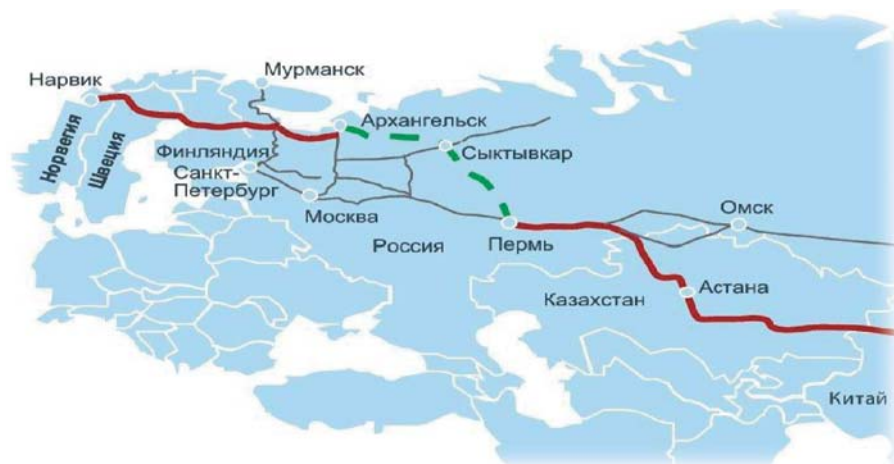 Мурманск
Нарвик
Архангельск
Норвегия
Швеция
Финляндия
Сыктывкар
Санкт-
Петербург
Москва
Омск
Россия
Пермь
Астана
Казахстан
Китай